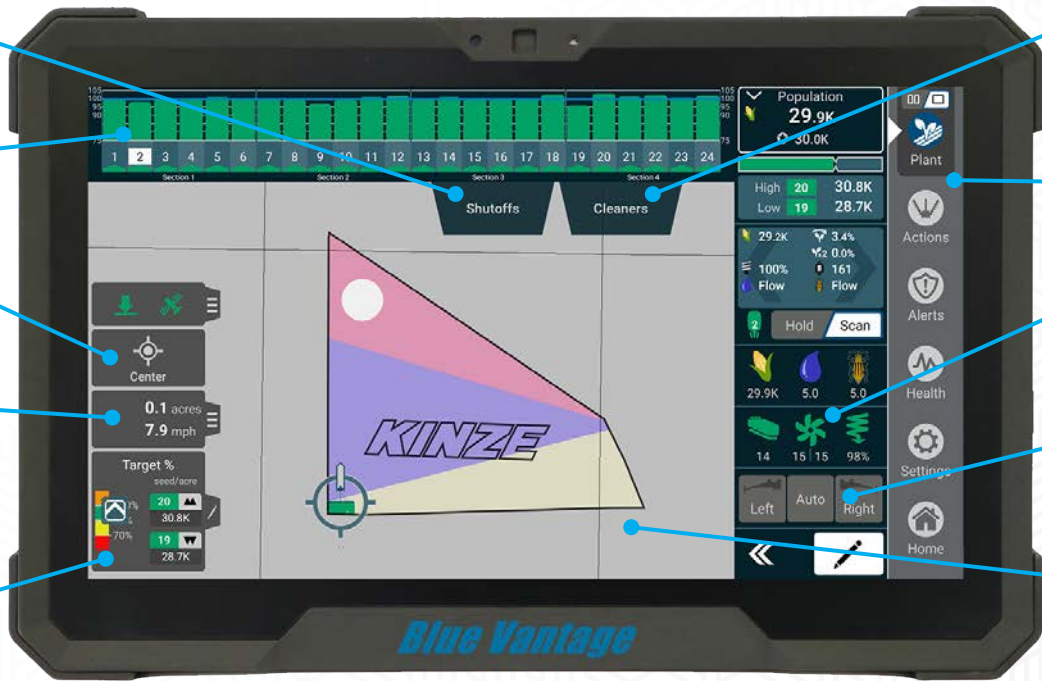 105
100
95
90
75
105
100
95
90
75
1 2 3 4 5 6 7 8 9 10 11 12 13 14 15 16 17 18 19 20 21 22 23 24
Section 1 Section 2 Section 3 Section 4
Shutoffs Cleaners
Center
0.1 acres
7.9 mph
Target %
seed/acre
20
30.8K
-70%
19
28.7K
KINZE
Population
29.9K
30.0K
High 20 30.8K
Low 19 28.7K
29.2K 3.4%
2 0.0%
100% 161
Flow Flow
2 Hold Scan
29.9K 5.0 5.0
14 15 15 98%
Left Auto Right
Plant
Actions
Alerts
Health
Settings
Home
Blue Vantage